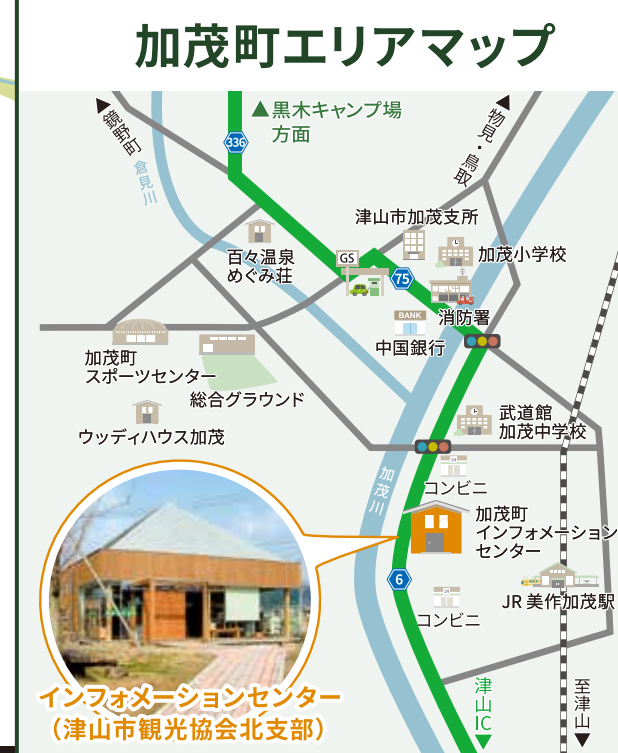 加茂町エリアマップ
▲黒木キャンプ場
方面
鏡野町
物見・鳥取
336
倉見川
津山市加茂支所
加茂小学校
百々温泉
めぐみ荘
GS
75
消防署
BANK
中国銀行
加茂町
スポーツセンター
総合グラウンド
ウッディハウス加茂
武道館
加茂中学校
コンビニ
加茂川
加茂町
インフォメーション
センター
6
JR 美作加茂駅
コンビニ
インフォメーションセンター
（津山市観光協会北支部）
津山IC
至津山